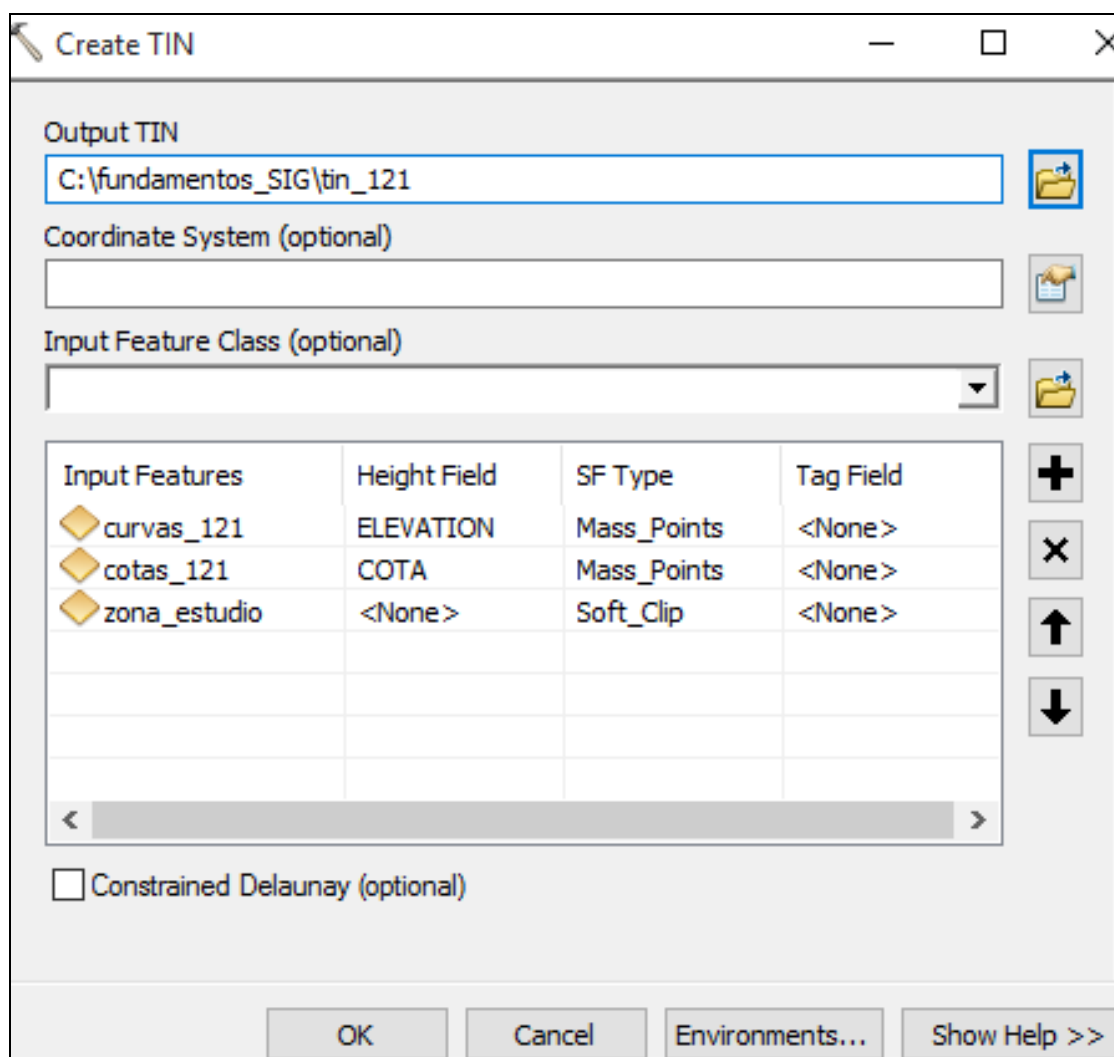 Create TIN
Output TIN
C:\fundamentos_SIG\tin_121
Coordinate System (optional)
Input Feature Class (optional)
Input Features Height Field SF Type Tag Field
curvas_121 ELEVATION Mass_Points <None>
cotas_121 COTA Mass_Points <None>
zona_estudio <None> Soft_Clip <None>
Constrained Delaunay (optional)
OK Cancel Environments... Show Help >>